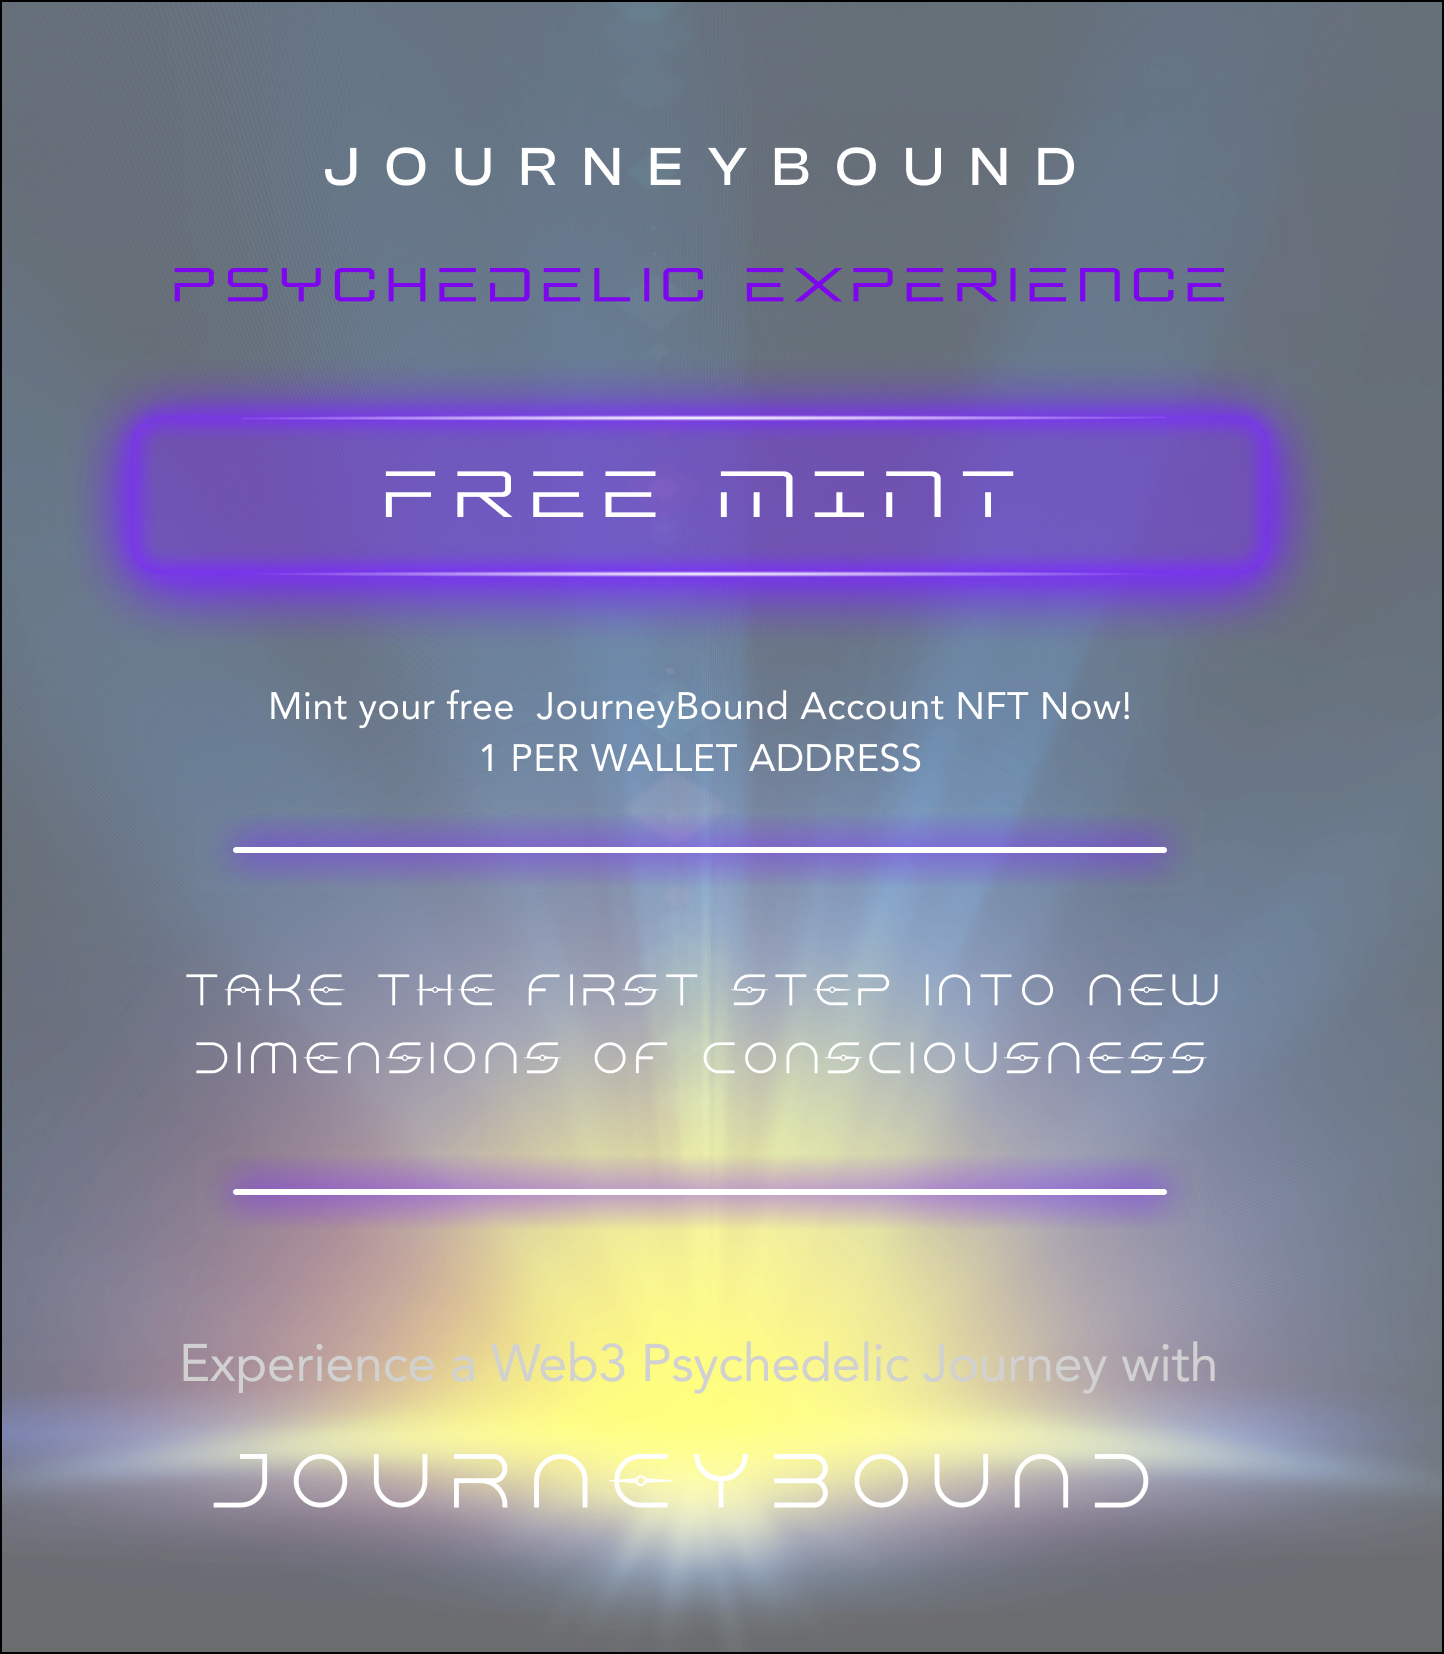 JOURNEYBOUND
PSYCHEDELIC EXPERIENCE
FREE MINT
Mint your free  JourneyBound Account NFT Now!
1 PER WALLET ADDRESS
TAKE THE FIRST STEP INTO NEW
DIMENSIONS OF CONSCIOUSNESS
Experience a Web3 Psychedelic Journey with
JOURNEYBOUND